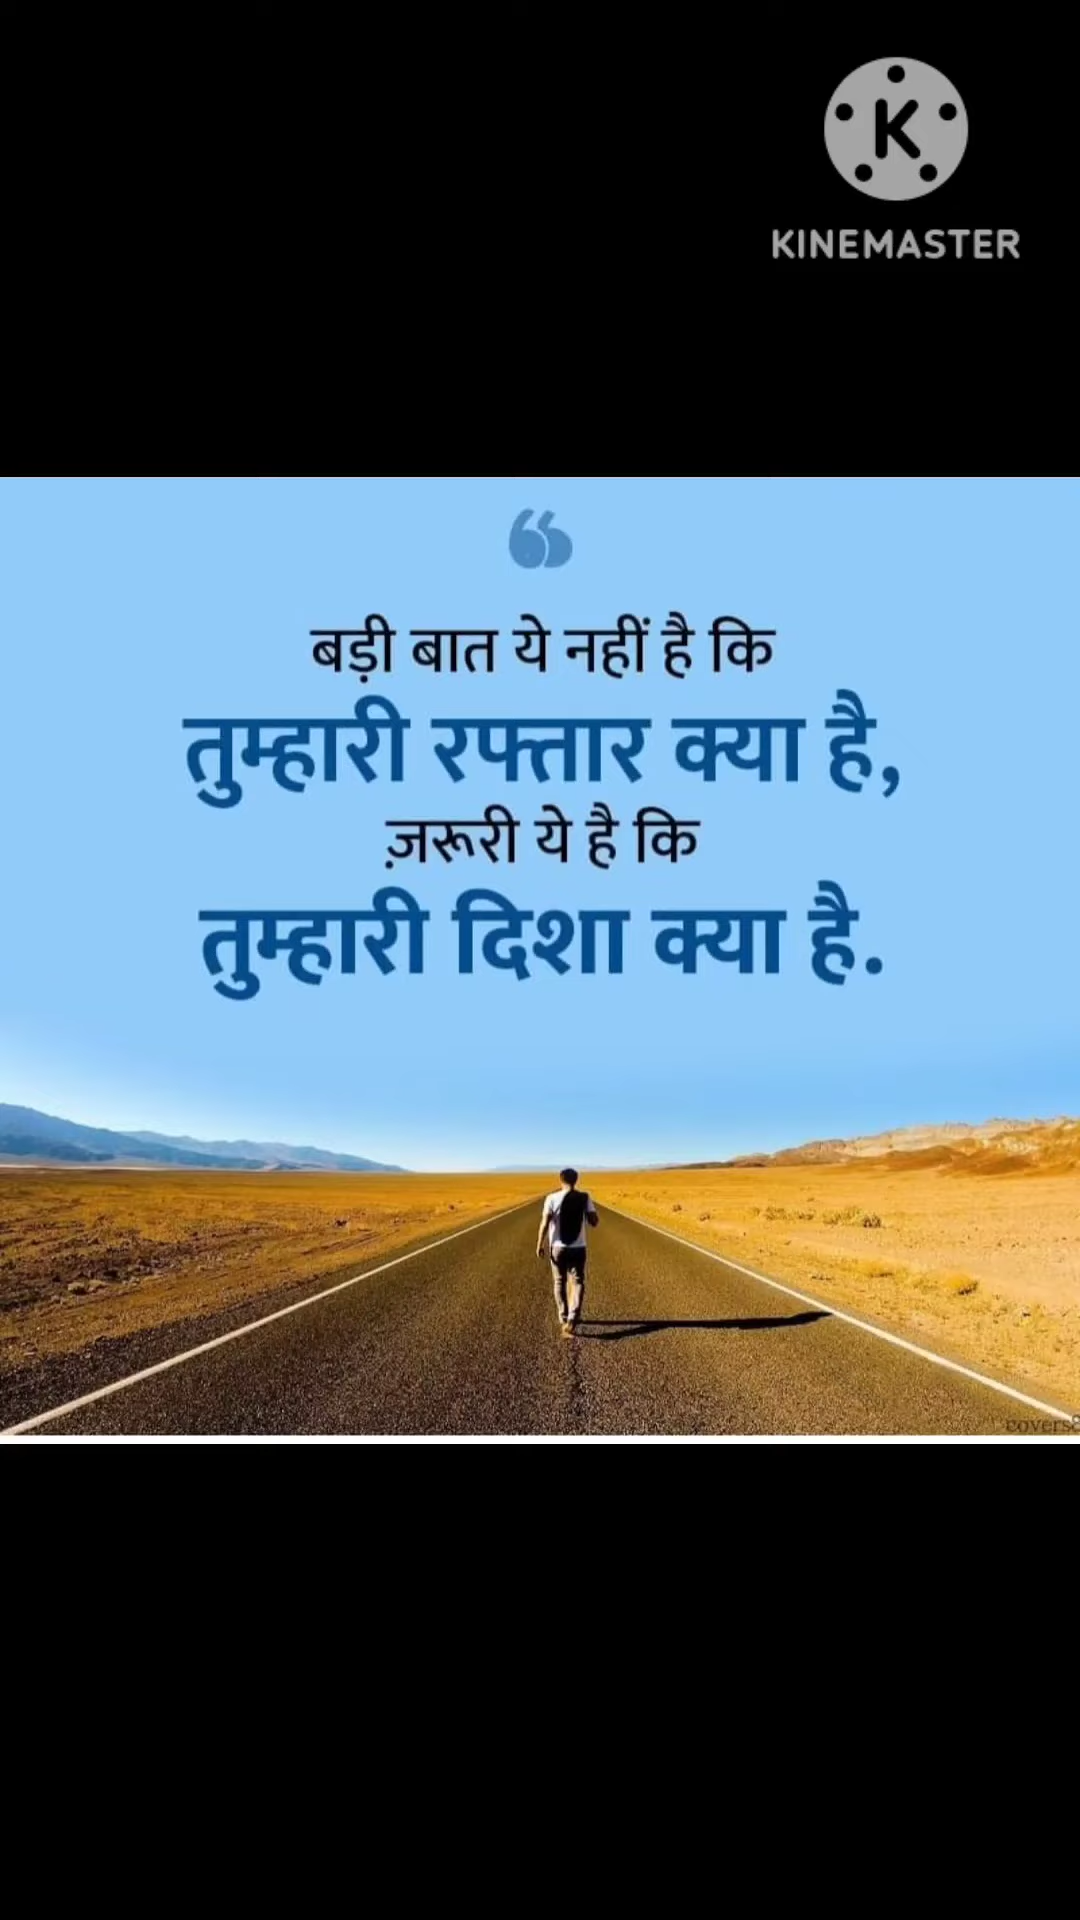 KINEMASTER
बड़ी बात ये नहीं है कि
तुम्हारी रफ्तार क्या है,
ज़रूरी ये है कि
तुम्हारी दिशा क्या है.